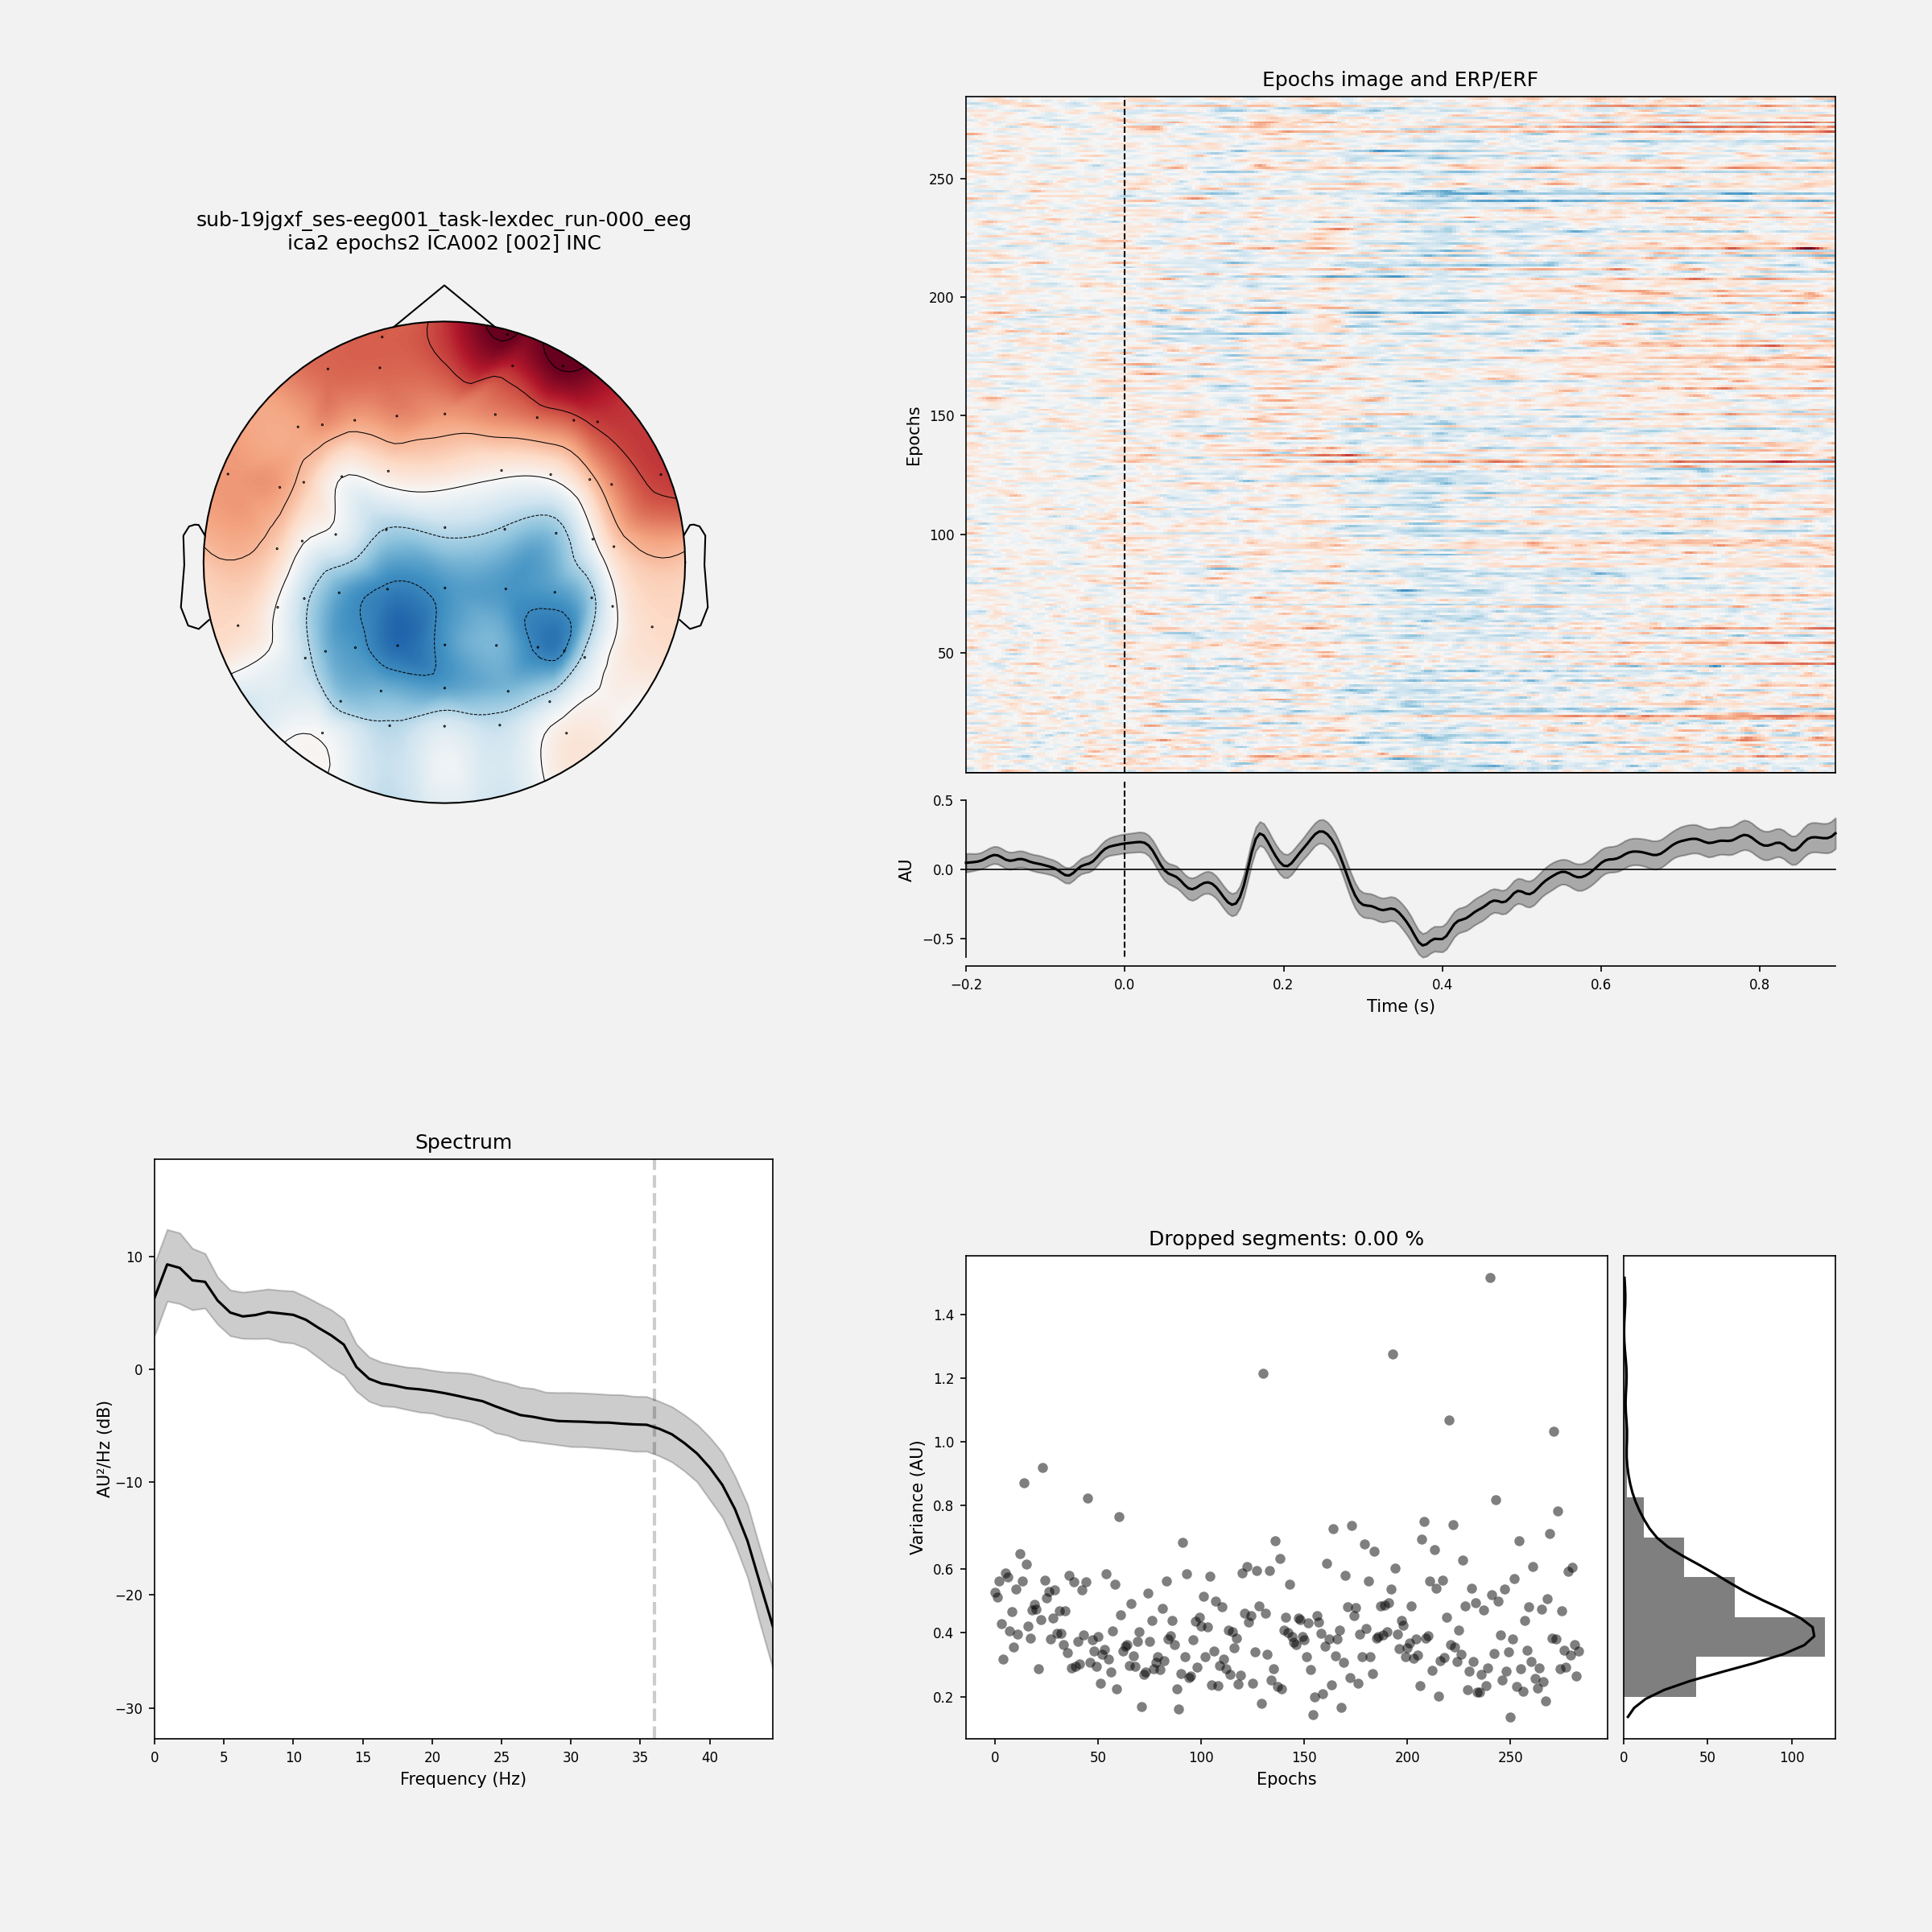 sub-19jgxf_ses-eeg001_task-lexdec_run-000_eeg
ica2 epochs2 ICA002 [002] INC
Epochs image and ERP/ERF
250
200
150
100
50
Epochs
0.5
0.0
−0.5
AU
−0.2 0.0 0.2 0.4 0.6 0.8
Time (s)
Spectrum
10
0
−10
−20
−30
AU²/Hz (dB)
0 5 10 15 20 25 30 35 40
Frequency (Hz)
Dropped segments: 0.00 %
1.4
1.2
1.0
0.8
0.6
0.4
0.2
Variance (AU)
0 50 100 150 200 250
Epochs
0 50 100